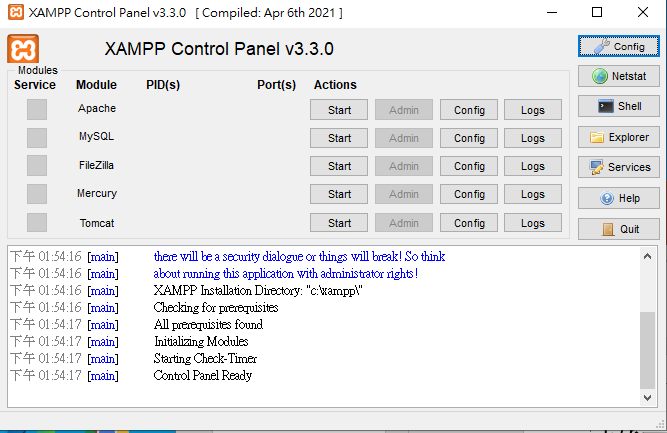 XAMPP Control Panel v3.3.0 [ Compiled: Apr 6th 2021 ]
XAMPP Control Panel v3.3.0
Config
Modules
Service Module PID(s) Port(s) Actions
Netstat
Apache Start Admin Config Logs
Shell
MySQL Start Admin Config Logs
Explorer
FileZilla Start Admin Config Logs
Services
Mercury Start Admin Config Logs
Help
Tomcat Start Admin Config Logs
Quit
下午 01:54:16 [main] there will be a security dialogue or things will break! So think
下午 01:54:16 [main] about running this application with administrator rights!
下午 01:54:16 [main] XAMPP Installation Directory: "c:\xampp\"
下午 01:54:16 [main] Checking for prerequisites
下午 01:54:17 [main] All prerequisites found
下午 01:54:17 [main] Initializing Modules
下午 01:54:17 [main] Starting Check-Timer
下午 01:54:17 [main] Control Panel Ready